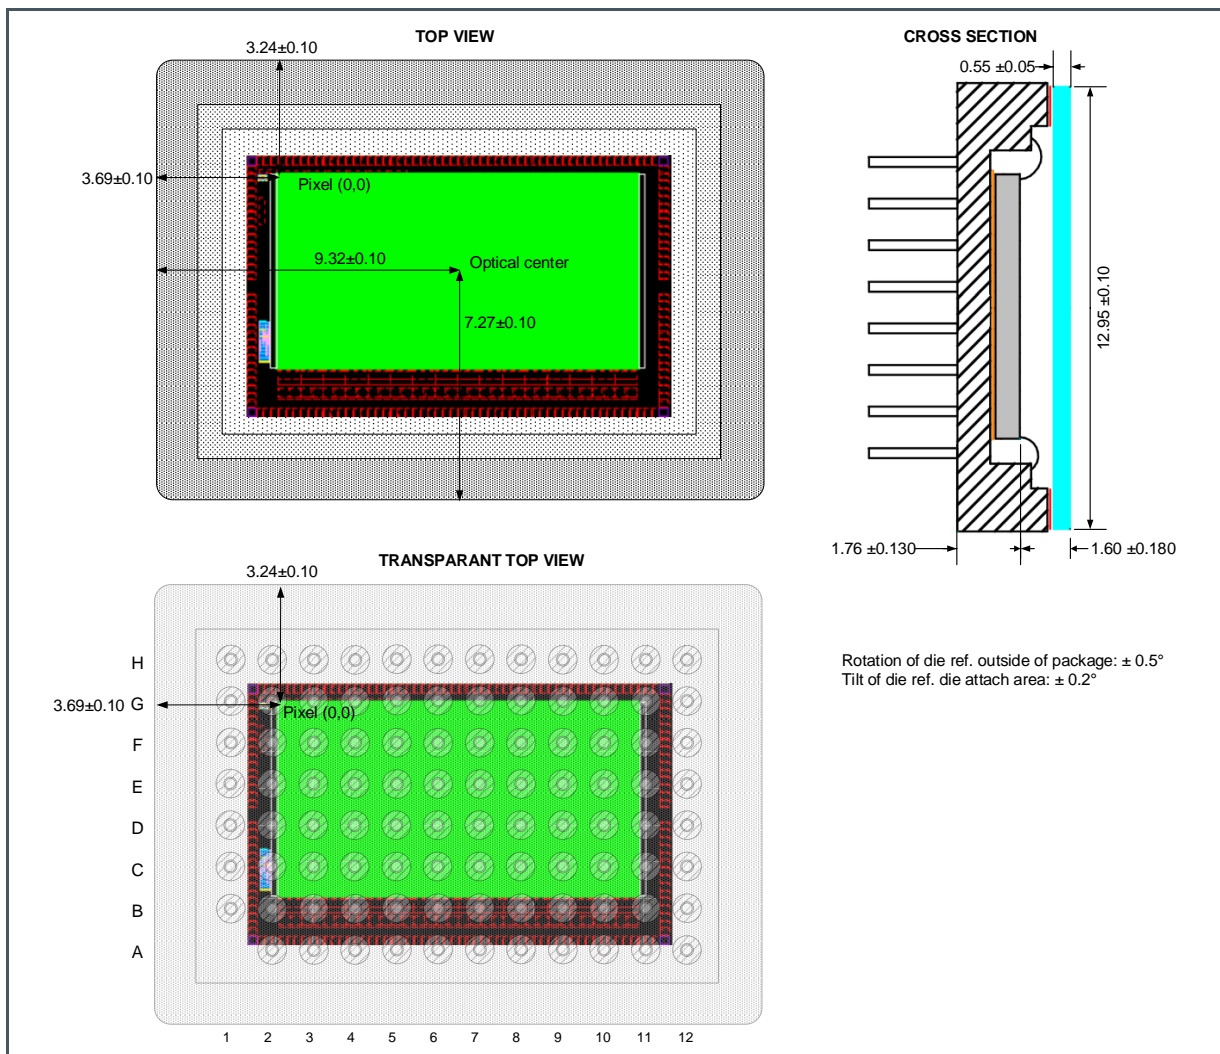 TOP VIEW
3.24±0.10
3.69±0.10
Pixel (0,0)
9.32±0.10
Optical center
7.27±0.10
CROSS SECTION
0.55 ±0.05
12.95 ±0.10
1.76 ±0.130
1.60 ±0.180
TRANSPARANT TOP VIEW
3.24±0.10
3.69±0.10
Pixel (0,0)
H
G
F
E
D
C
B
A
1 2 3 4 5 6 7 8 9 10 11 12
Rotation of die ref. outside of package: ± 0.5°
Tilt of die ref. die attach area: ± 0.2°